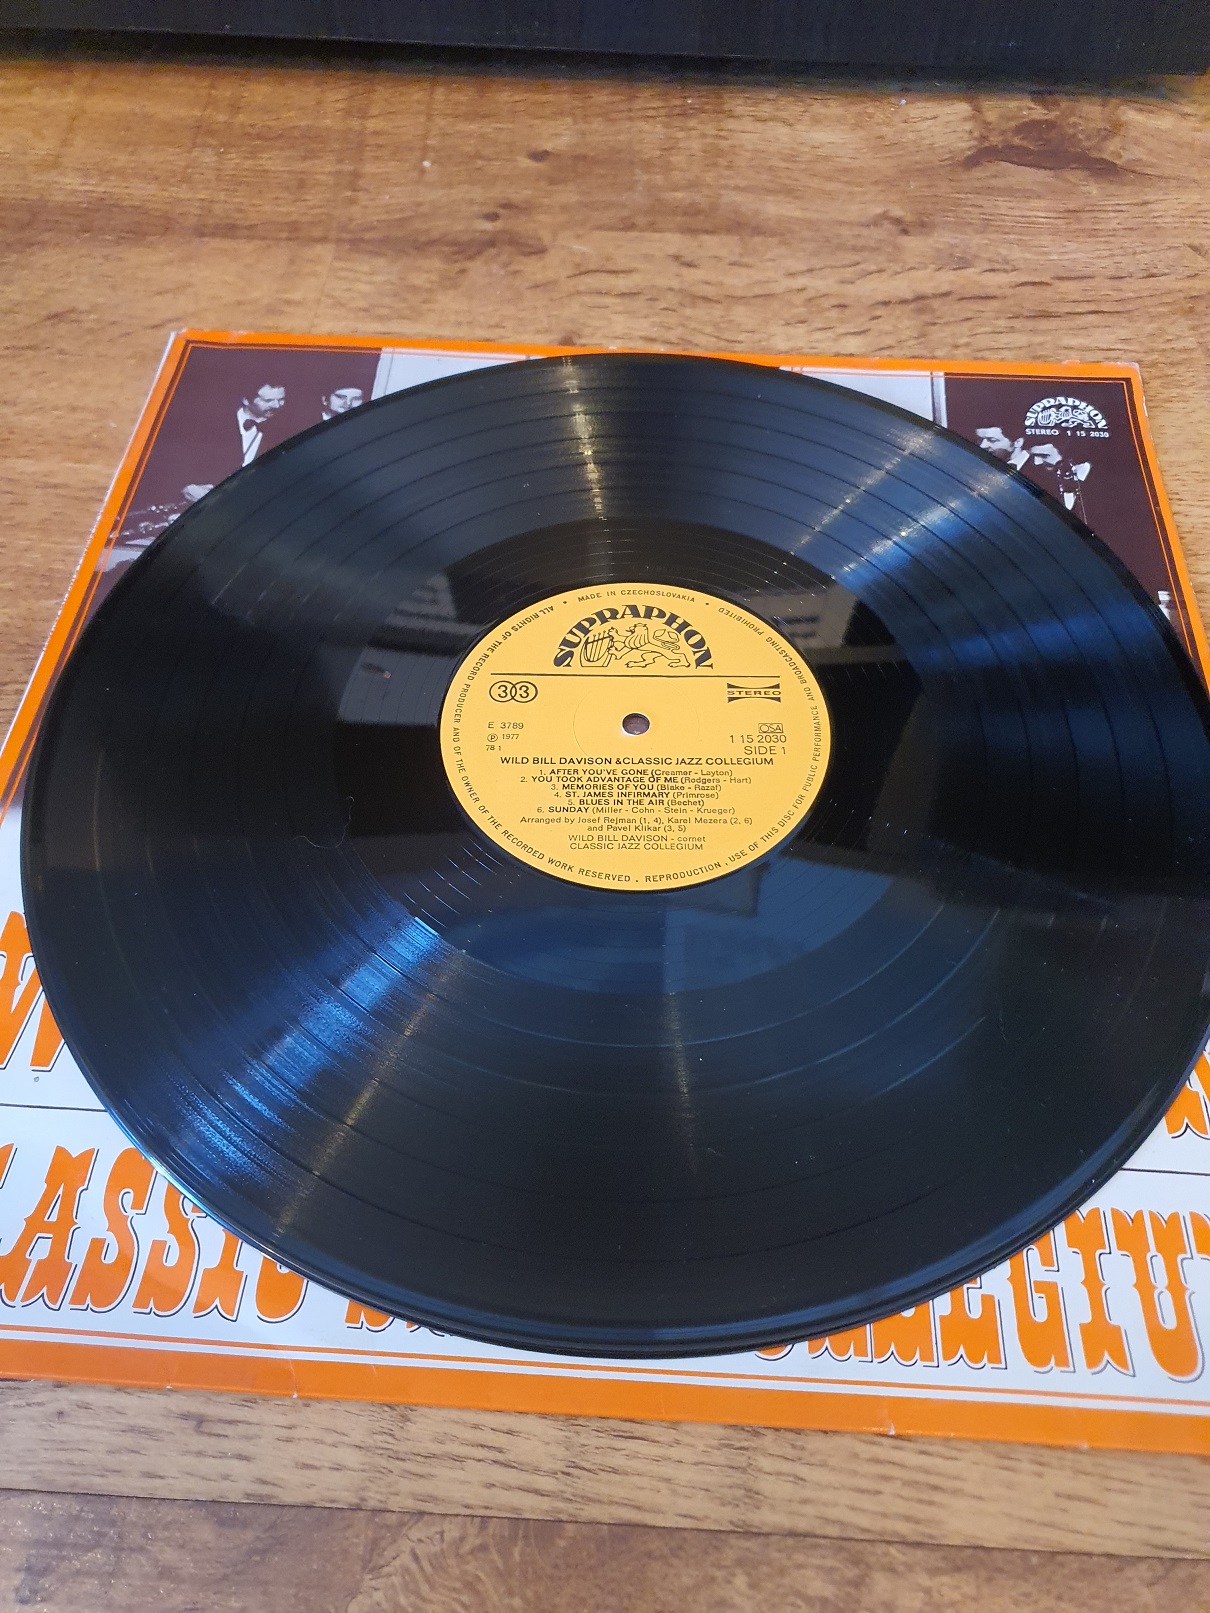 SUPRAPHON
STEREO 1 15 2030
MADE IN CZECHOSLOVAKIA • ALL RIGHTS OF THE RECORD PRODUCER AND OF THE OWNER OF THE RECORDED WORK RESERVED . REPRODUCTION , USE OF THIS DISC FOR PUBLIC PERFORMANCE AND BROADCASTING PROHIBITED •
SUPRAPHON
33 STEREO
E 3789 OSA
℗ 1977 1 15 2030
78 1 SIDE 1
WILD BILL DAVISON &CLASSIC JAZZ COLLEGIUM
1. AFTER YOU'VE GONE (Creamer - Layton)
2. YOU TOOK ADVANTAGE OF ME (Rodgers - Hart)
3. MEMORIES OF YOU (Blake - Razaf)
4. ST. JAMES INFIRMARY (Primrose)
5. BLUES IN THE AIR (Bechet)
6. SUNDAY (Miller - Cohn - Stein - Krueger)
Arranged by Josef Rejman (1, 4), Karel Mezera (2, 6)
and Pavel Klikar (3, 5)
WILD BILL DAVISON - cornet
CLASSIC JAZZ COLLEGIUM